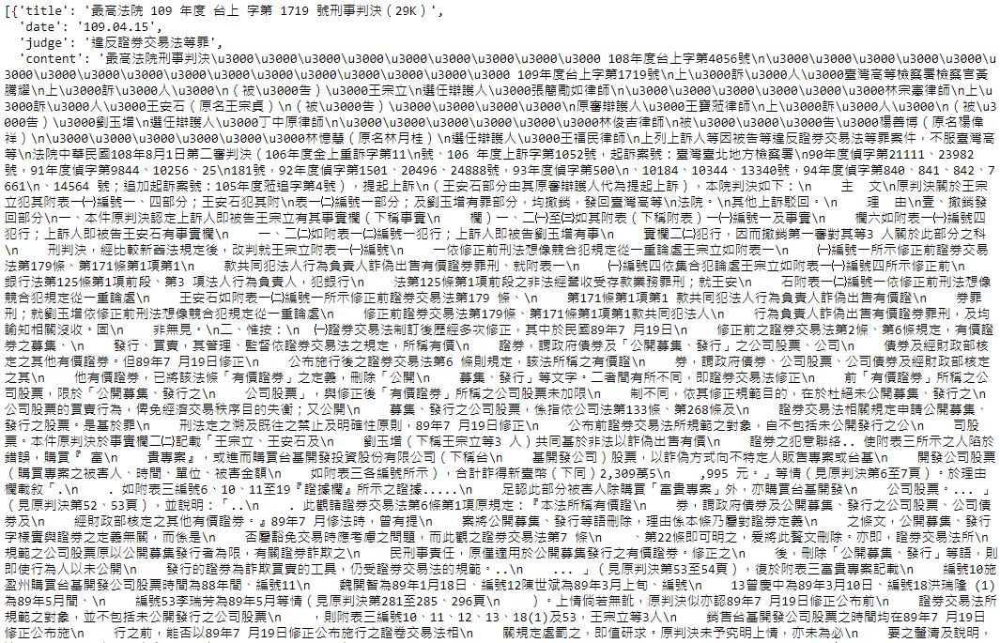 [{'title': '最高法院 109 年度 台上 字第 1719 號刑事判決（29K）',
'date': '109.04.15',
'judge': '違反證券交易法等罪',
'content': '最高法院刑事判決\u3000\u3000\u3000\u3000\u3000\u3000\u3000\u3000\u3000 108年度台上字第4056號\n\u3000\u3000\u3000\u3000\u3000\u3000\u
3000\u3000\u3000\u3000\u3000\u3000\u3000\u3000\u3000\u3000\u3000 109年度台上字第1719號\n上\u3000訴\u3000人\u3000臺灣高等檢察署檢察官黃
騰耀\n上\u3000訴\u3000人\u3000\n（被\u3000告）\u3000王宗立\n選任辯護人\u3000張簡勵如律師\n\u3000\u3000\u3000\u3000\u3000\u3000林宗憲律師\n上\u
3000訴\u3000人\u3000王安石（原名王宗貞）\n（被\u3000告）\u3000\u3000\u3000\u3000\u3000\n原審辯護人\u3000王寶蒞律師\n上\u3000訴\u3000人\n（被\u3
000告）\u3000劉玉增\n選任辯護人\u3000丁中原律師\n\u3000\u3000\u3000\u3000\u3000\u3000林俊吉律師\n被\u3000\u3000\u3000告\u3000楊善博（原名楊偉
祥）\n\u3000\u3000\u3000\u3000\u3000\u3000林憶慧（原名林月桂）\n選任辯護人\u3000王福民律師\n上列上訴人等因被告等違反證券交易法等罪案件，不服臺灣高
等\n法院中華民國108年8月1日第二審判決（106年度金上重訴字第11\n號、106 年度上訴字第1052號，起訴案號：臺灣臺北地方檢察署\n90年度偵字第21111、23982
號，91年度偵字第9844、10256、25\n181號，92年度偵字第1501、20496、24888號，93年度偵字第500\n、10184、10344、13340號，94年度偵字第840、841、842、7
661\n、14564 號；追加起訴案號：105年度蒞追字第4號），提起上訴\n（王安石部分由其原審辯護人代為提起上訴），本院判決如下：\n　　主　文\n原判決關於王宗
立犯其附表一㈠編號一、四部分；王安石犯其附\n表一㈡編號一部分；及劉玉增有罪部分，均撤銷，發回臺灣高等\n法院。\n其他上訴駁回。\n　　理　由\n壹、撤銷發
回部分\n一、本件原判決認定上訴人即被告王宗立有其事實欄（下稱事實\n　　欄）一、二㈠至㈢如其附表（下稱附表）一㈠編號一及事實\n　　欄六如附表一㈠編號四
犯行；上訴人即被告王安石有事實欄\n　　一、二㈡如附表一㈡編號一犯行；上訴人即被告劉玉增有事\n　　實欄二㈡犯行，因而撤銷第一審對其等3 人關於此部分之科
\n　　刑判決，經比較新舊法規定後，改判就王宗立附表一㈠編號\n　　一依修正前刑法想像競合犯規定從一重論處王宗立如附表一\n　　㈠編號一所示修正前證券交易
法第179條、第171條第1項第1\n　　款共同犯法人行為負責人詐偽出售有價證券罪刑、就附表一\n　　㈠編號四依集合犯論處王宗立如附表一㈠編號四所示修正前\n
銀行法第125條第1項前段、第3 項法人行為負責人，犯銀行\n　　法第125條第1項前段之非法經營收受存款業務罪刑；就王安\n　　石附表一㈡編號一依修正前刑法想像
競合犯規定從一重論處\n　　王安石如附表一㈡編號一所示修正前證券交易法第179 條、\n　　第171條第1項第1 款共同犯法人行為負責人詐偽出售有價證\n　　券罪
刑；就劉玉增依修正前刑法想像競合犯規定從一重論處\n　　修正前證券交易法第179條、第171條第1項第1款共同犯法人\n　　行為負責人詐偽出售有價證券罪刑，及均
諭知相關沒收。固\n　　非無見。\n二、惟按：\n　㈠證券交易法制訂後歷經多次修正，其中於民國89年7 月19日\n　　修正前之證券交易法第2條、第6條規定，有價證
券之募集、\n　　發行、買賣，其管理、監督依證券交易法之規定，所稱有價\n　　證券，謂政府債券及「公開募集、發行」之公司股票、公司\n　　債券及經財政部核
定之其他有價證券。但89年7 月19日修正\n　　公布施行後之證券交易法第6 條則規定，該法所稱之有價證\n　　券，謂政府債券、公司股票、公司債券及經財政部核定
之其\n　　他有價證券，已將該法條「有價證券」之定義，刪除「公開\n　　募集、發行」等文字。二者間有所不同，即證券交易法修正\n　　前「有價證券」所稱之公
司股票，限於「公開募集、發行之\n　　公司股票」，與修正後「有價證券」所稱之公司股票未加限\n　　制不同，依其修正規範目的，在於杜絕未公開募集、發行之\n
公司股票的買賣行為，俾免經濟交易秩序目的失衡；又公開\n　　募集、發行之公司股票，係指依公司法第133條、第268條及\n　　證券交易法相關規定申請公開募集、
發行之股票。是基於罪\n　　刑法定之溯及既往之禁止及明確性原則，89年7 月19日修正\n　　公布前證券交易法所規範之對象，自不包括未公開發行之公\n　　司股
票。本件原判決於事實欄二㈡記載「王宗立、王安石及\n　　劉玉增（下稱王宗立等3 人）共同基於非法以詐偽出售有價\n　　證券之犯意聯絡.. 使附表三所示之人陷於
錯誤，購買『 富\n　　貴專案』，或進而購買台基開發投資股份有限公司（下稱台\n　　基開發公司）股票，以詐偽方式向不特定人販售專案或台基\n　　開發公司股票
（購買專案之被害人、時間、單位、被害金額\n　　如附表三各編號所示），合計詐得新臺幣（下同）2,309萬5\n　　,995 元。」等情（見原判決第6至7頁）。於理由
欄載敘「.\n　　. 如附表三編號6、10、11至19『證據欄』所示之證據.....\n　　足認此部分被害人除購買「富貴專案」外，亦購買台基開發\n　　公司股票。... 」
（見原判決第52、53頁），並說明：「..\n　　. 此觀諸證券交易法第6條第1項原規定：『本法所稱有價證\n　　券，謂政府債券及公開募集、發行之公司股票、公司債
券及\n　　經財政部核定之其他有價證券。』89年7 月修法時，曾有提\n　　案將公開募集、發行等語刪除，理由係本條乃屬對證券定義\n　　之條文，公開募集、發行
字樣實與證券之定義無關，而係是\n　　否屬豁免交易時應考慮之問題，而此觀之證券交易法第7 條\n　　、第22條即可明之，爰將此贅文刪除。亦即，證券交易法所\n
規範之公司股票原以公開募集發行者為限，有關證券詐欺之\n　　民刑事責任，原僅適用於公開募集發行之有價證券。修正之\n　　後，刪除「公開募集、發行」等語，則
即使行為人以未公開\n　　發行的證券為詐欺買賣的工具，仍受證券交易法的規範。..\n　　... 」（見原判決第53至54頁），復於附表三富貴專案記載\n　　編號10施
盈州購買台基開發公司股票時間為88年間、編號11\n　　魏開智為89年1月18日、編號12陳世斌為89年3月上旬、編號\n　　13曾慶中為89年3月10日、編號18洪瑞隆 (1)
為89年5月間、\n　　編號53李瑞芳為89年5月等情（見原判決第281至285、296頁\n　　）。上情倘若無訛，原判決似亦認89年7 月19日修正公布前\n　　證券交易法所
規範之對象，並不包括未公開發行之公司股票\n　　，則附表三編號10、11、12、13、18(1)及53，王宗立等3人\n　　銷售台基開發公司股票之時間均在89年7 月19日
修正公布施\n　　行之前，能否以89年7 月19日修正公布施行之證券交易法相\n　　關規定處罰之，即值研求。原判決未予究明上情，亦未為必\n　　要之釐清及說明，